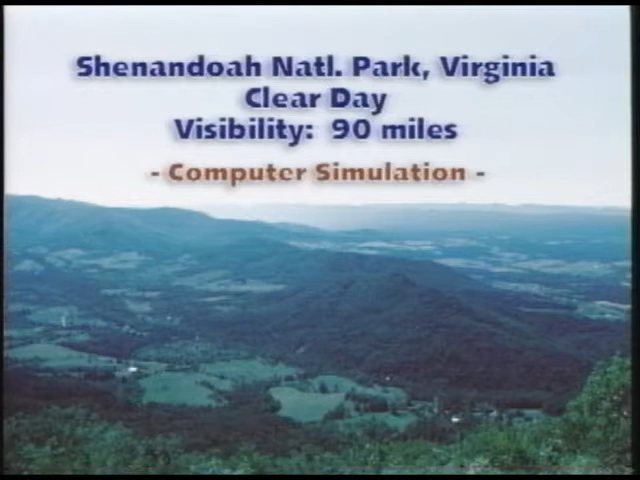 Shenandoah Natl. Park, Virginia
Clear Day
Visibility:  90 miles
- Computer Simulation -